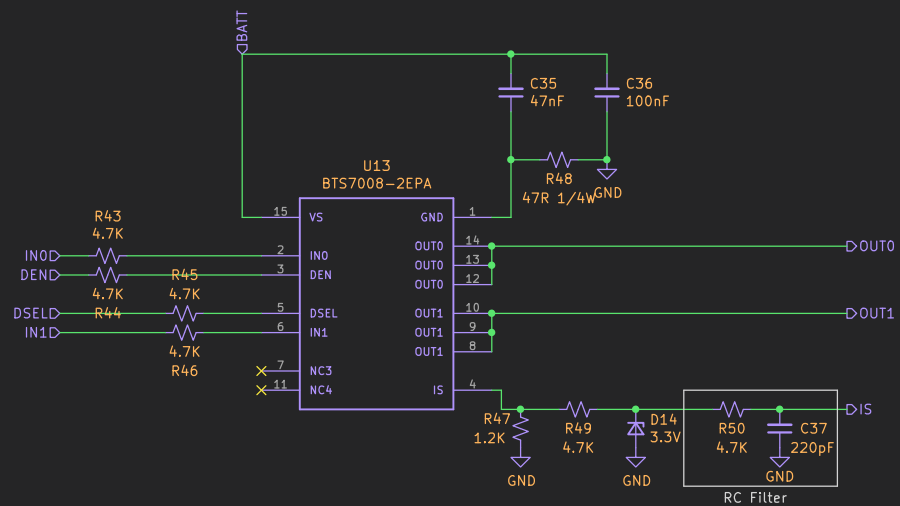 BATT
C35
47nF
C36
100nF
R48
47R 1/4W
GND
U13
BTS7008-2EPA
15 VS
GND 1
R43
4.7K
IN0
2 IN0
OUT0 14
OUT0
DEN
3 DEN
OUT0 13
4.7K
R44
R45
4.7K
OUT0 12
DSEL
5 DSEL
OUT1 10
OUT1
IN1
6 IN1
OUT1 9
4.7K
R46
OUT1 8
7 NC3
11 NC4
IS 4
R47
1.2K
GND
R49
4.7K
D14
3.3V
GND
R50
4.7K
C37
220pF
GND
IS
RC Filter